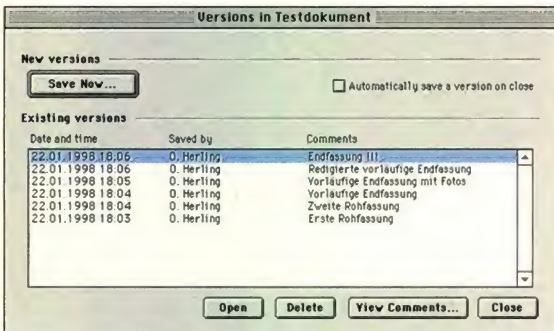 Versions in Testdokument
New versions
Save Now...
Automatically save a version on close
Existing versions
Date and time Saved by Comments
22.01.1998 18:06 O. Herling Endfassung !!!
22.01.1998 18:06 O. Herling Redigierte vorläufige Endfassung
22.01.1998 18:05 O. Herling Vorläufige Endfassung mit Fotos
22.01.1998 18:04 O. Herling Vorläufige Endfassung
22.01.1998 18:04 O. Herling Zweite Rohfassung
22.01.1998 18:03 O. Herling Erste Rohfassung
Open Delete View Comments... Close